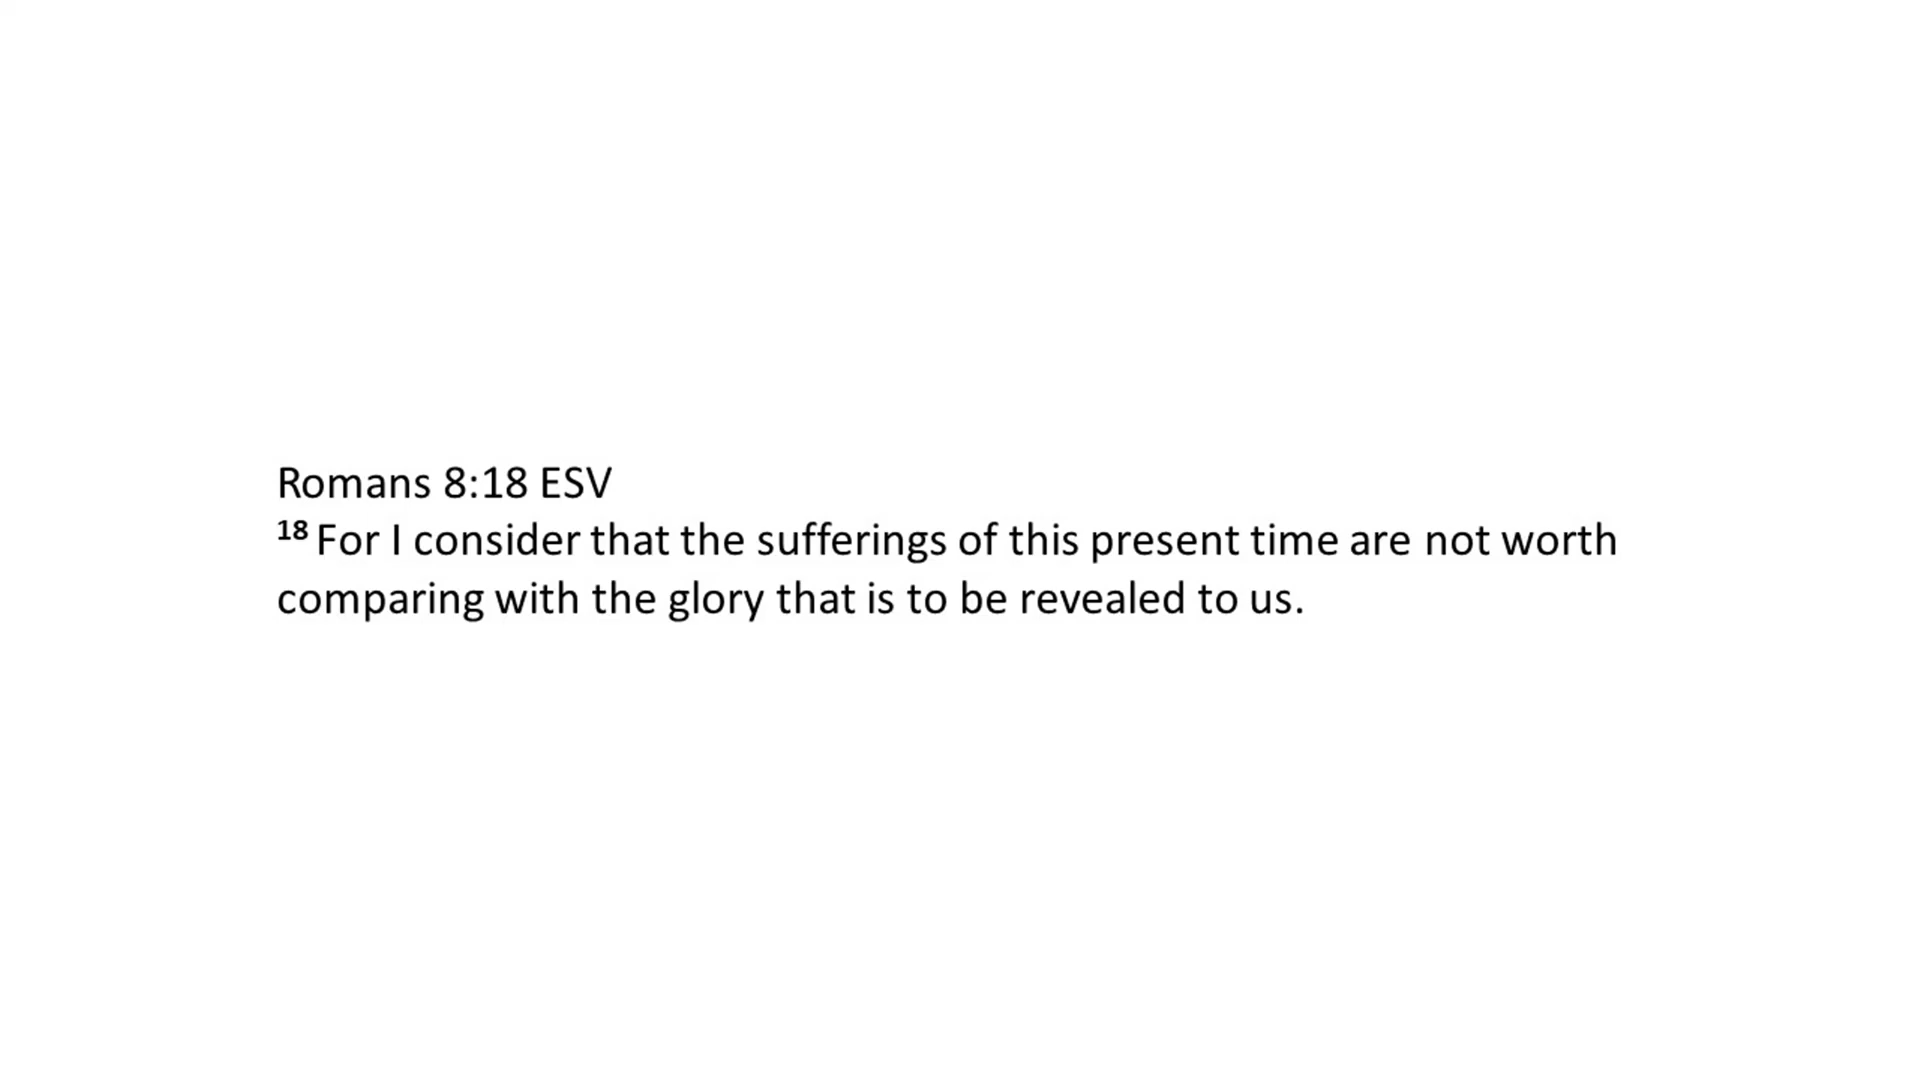 Romans 8:18 ESV
18 For I consider that the sufferings of this present time are not worth
comparing with the glory that is to be revealed to us.